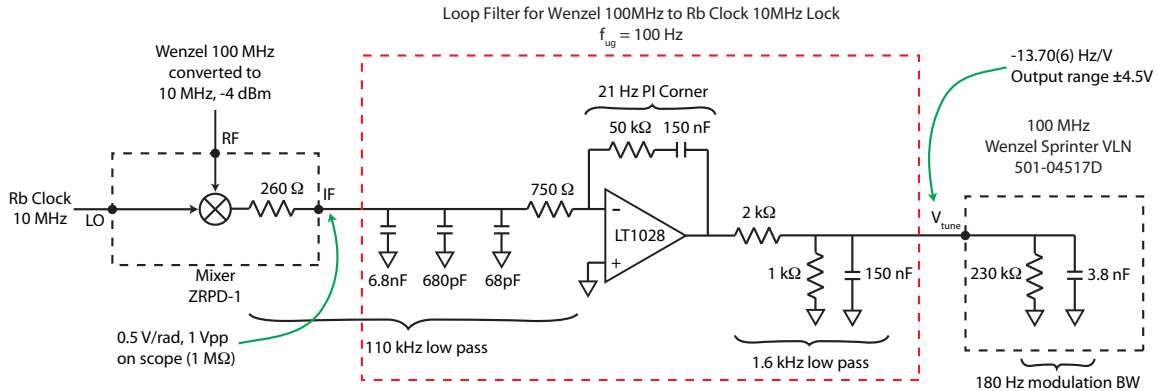 Loop Filter for Wenzel 100MHz to Rb Clock 10MHz Lock
f_ug = 100 Hz
Wenzel 100 MHz
converted to
10 MHz, -4 dBm
-13.70(6) Hz/V
Output range ±4.5V
21 Hz PI Corner
50 kΩ
150 nF
100 MHz
Wenzel Sprinter VLN
501-04517D
RF
Rb Clock
10 MHz
LO
260 Ω
IF
750 Ω
−
LT1028
+
2 kΩ
V_tune
6.8nF
680pF
68pF
1 kΩ
150 nF
230 kΩ
3.8 nF
Mixer
ZRPD-1
0.5 V/rad, 1 Vpp
on scope (1 MΩ)
110 kHz low pass
1.6 kHz low pass
180 Hz modulation BW